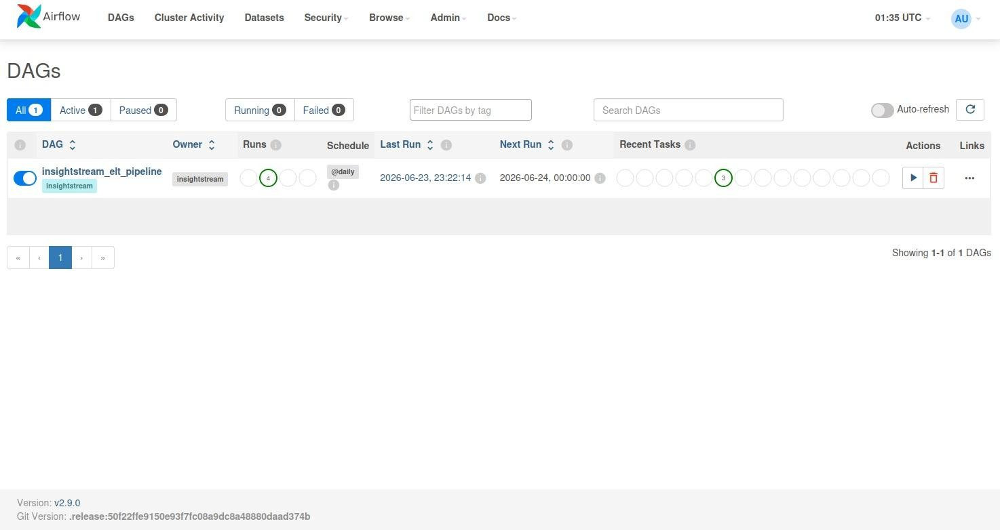 Airflow DAGs Cluster Activity Datasets Security Browse Admin Docs 01:35 UTC AU
DAGs
All 1 Active 1 Paused 0 Running 0 Failed 0 Filter DAGs by tag Search DAGs Auto-refresh
DAG Owner Runs Schedule Last Run Next Run Recent Tasks Actions Links
insightstream_elt_pipeline insightstream 4 @daily 2026-06-23, 23:22:14 2026-06-24, 00:00:00 3
insightstream
« ‹ 1 › » Showing 1-1 of 1 DAGs
Version: v2.9.0
Git Version: .release:50f22ffe9150e93f7fc08a9dc8a48880daad374b